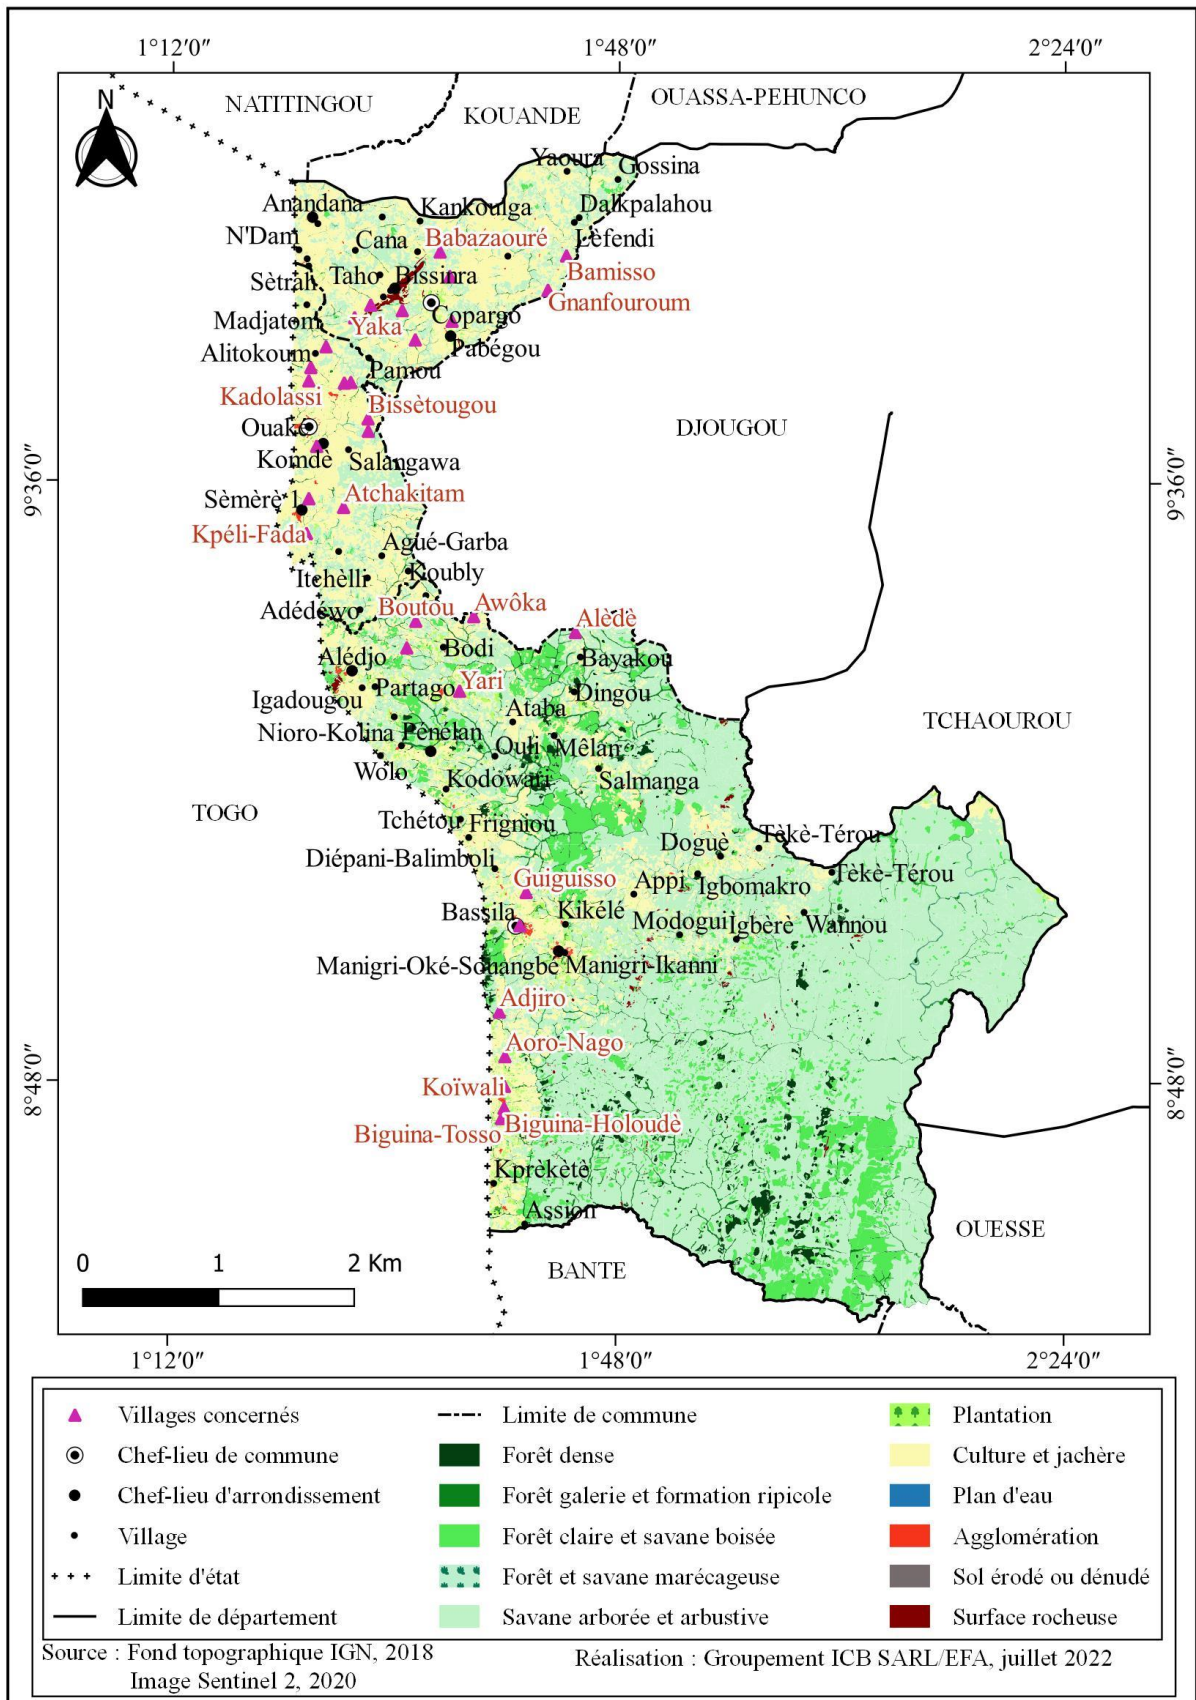 1°12'0"
1°48'0"
2°24'0"
N
NATITINGOU
KOUANDE
OUASSA-PEHUNCO
Yaoura
Gossina
Anandana
Kankoulga
Dalkpalahou
N'Dam
Cana
Babazaouré
Lèfendi
Sètrah
Taho
Bissinra
Bamisso
Gnanfouroum
Madjatom
Yaka
Copargo
Alitokoum
Pabégou
Pamou
Kadolassi
Bissètougou
Ouaké
DJOUGOU
Komdè
Salangawa
9°36'0"
9°36'0"
Sèmèrè 1
Atchakitam
Kpéli-Fada
Agué-Garba
Itchèlli
Koubly
Adédéwo
Boutou
Awôka
Alèdè
Alédjo
Bodi
Bayakou
Igadougou
Partago
Yari
Dingou
Ataba
TCHAOUROU
Nioro-Kolina
Pénélan
Ouli
Mêlan
Wolo
Kodowari
Salmanga
TOGO
Tchétou
Frigniou
Doguè
Tèkè-Térou
Diépani-Balimboli
Tèkè-Térou
Guiguisso
Appi
Igbomakro
Bassila
Kikélé
Modogui
Igbèrè
Wannou
Manigri-Oké-Souangbé
Manigri-Ikanni
Adjiro
Aoro-Nago
8°48'0"
8°48'0"
Koïwali
Biguina-Tosso
Biguina-Holoudè
Kprèkètè
Assion
OUESSE
BANTE
0 1 2 Km
1°12'0"
1°48'0"
2°24'0"
Villages concernés
Limite de commune
Plantation
Chef-lieu de commune
Forêt dense
Culture et jachère
Chef-lieu d'arrondissement
Forêt galerie et formation ripicole
Plan d'eau
Village
Forêt claire et savane boisée
Agglomération
Limite d'état
Forêt et savane marécageuse
Sol érodé ou dénudé
Limite de département
Savane arborée et arbustive
Surface rocheuse
Source : Fond topographique IGN, 2018
Image Sentinel 2, 2020
Réalisation : Groupement ICB SARL/EFA, juillet 2022